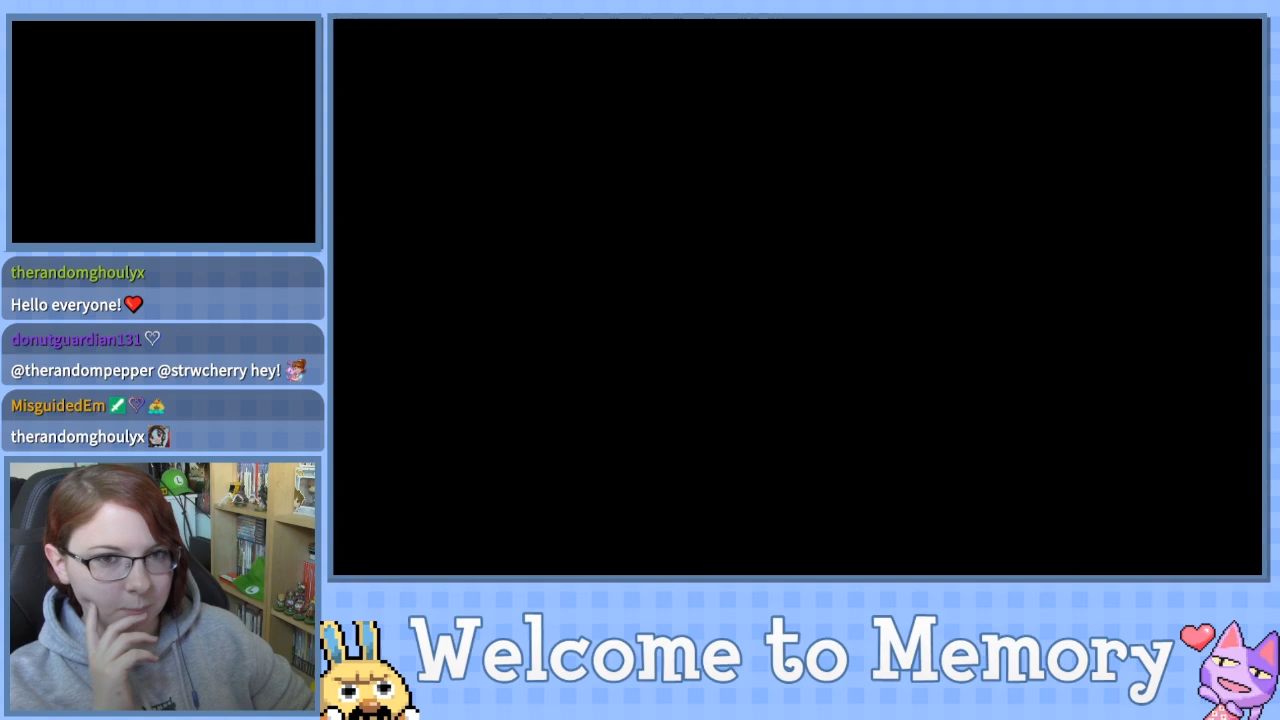 therandomghoulyx
Hello everyone!
donutguardian131
@therandompepper @strwcherry hey!
MisguidedEm
therandomghoulyx
L
Welcome to Memory